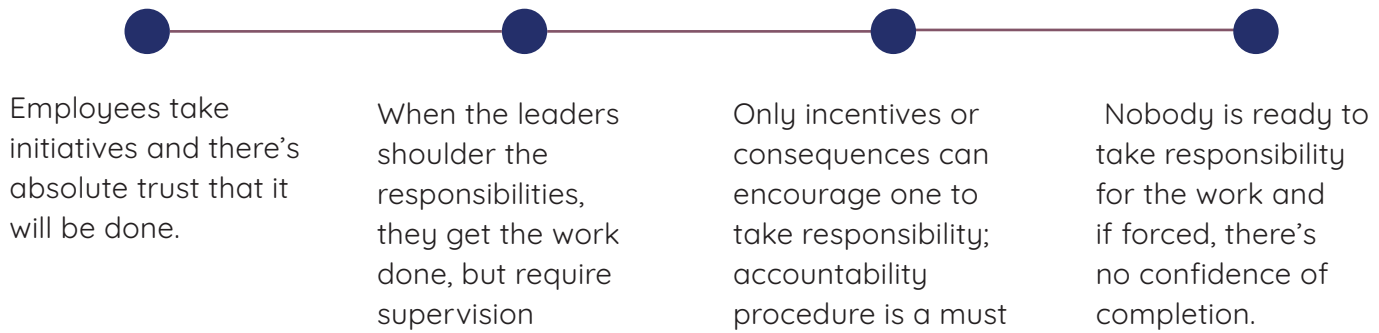 Employees take
initiatives and there's
absolute trust that it
will be done.
When the leaders
shoulder the
responsibilities,
they get the work
done, but require
supervision
Only incentives or
consequences can
encourage one to
take responsibility;
accountability
procedure is a must
Nobody is ready to
take responsibility
for the work and
if forced, there's
no confidence of
completion.